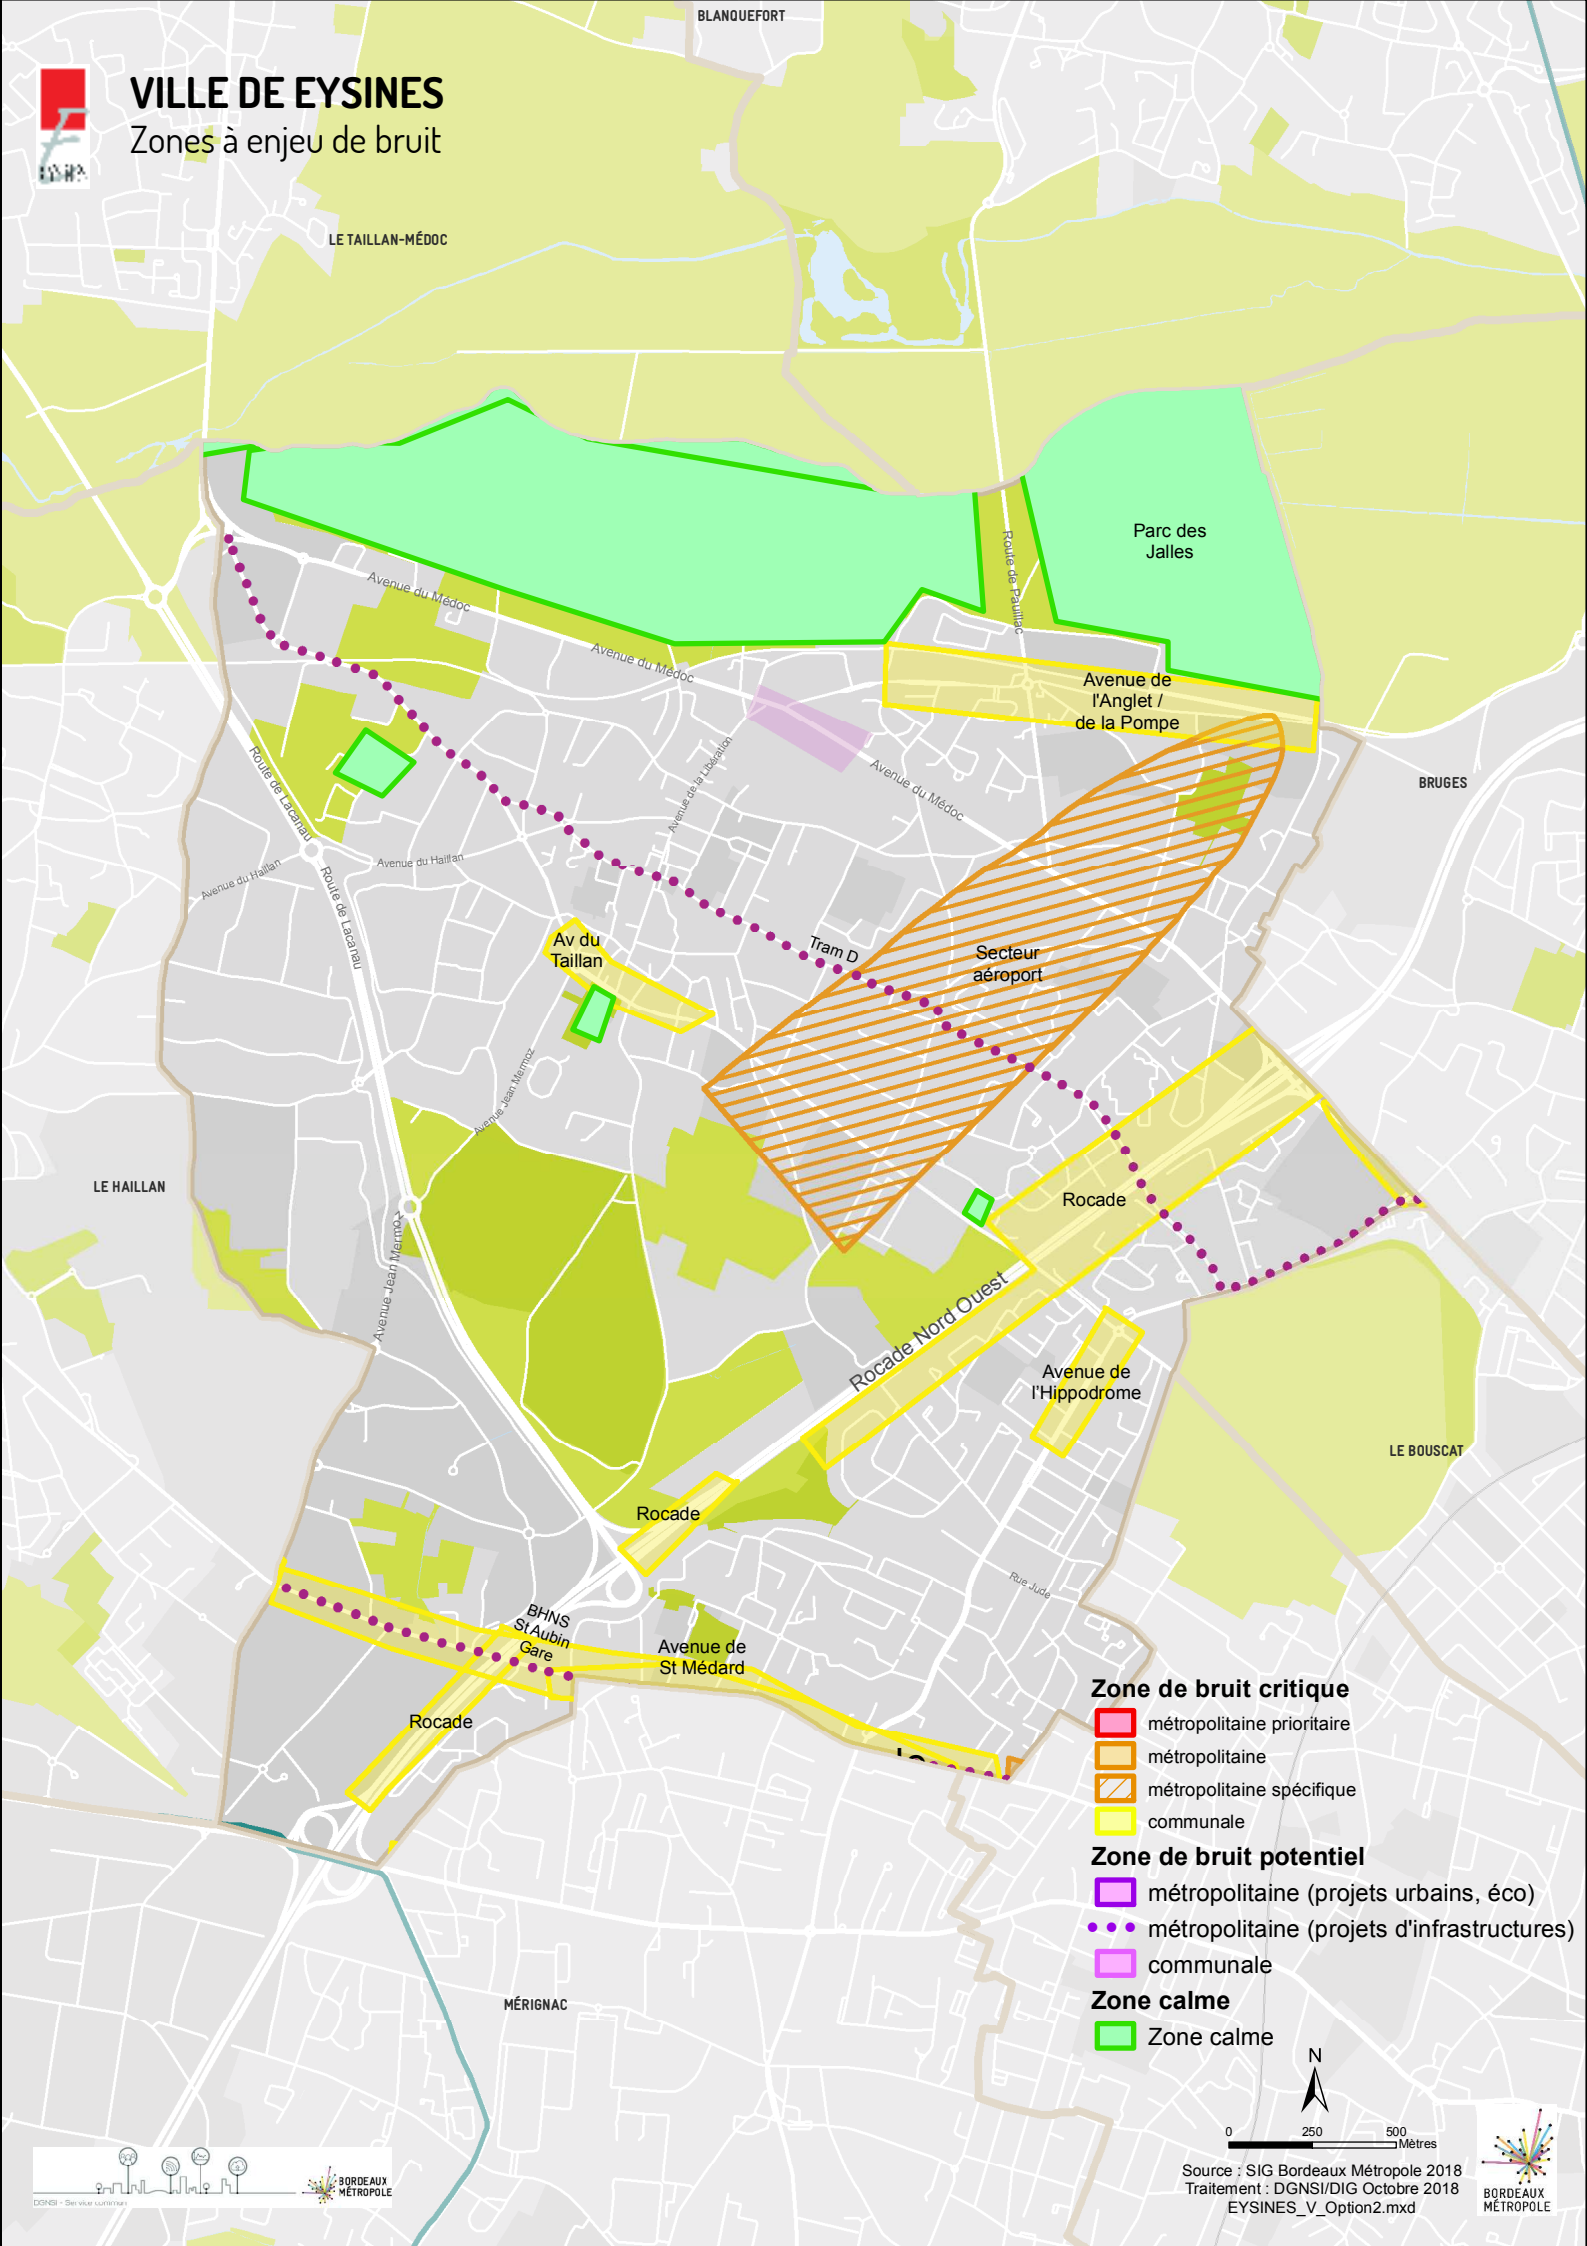 BLANQUEFORT
VILLE DE EYSINES
Zones à enjeu de bruit
LE TAILLAN-MÉDOC
Parc des
Jalles
Route de Pauillac
Avenue du Médoc
Avenue du Médoc
Avenue de
l'Anglet /
de la Pompe
Avenue de la Libération
Avenue du Médoc
BRUGES
Route de Lacanau
Avenue du Haillan
Avenue du Haillan
Route de Lacanau
Av du
Taillan
Tram D
Secteur
aéroport
Avenue Jean Mermoz
LE HAILLAN
Rocade
Avenue Jean Mermoz
Rocade Nord Ouest
Avenue de
l'Hippodrome
LE BOUSCAT
Rocade
Rue Jude
BHNS
St Aubin
Gare
Avenue de
St Médard
Rocade
Zone de bruit critique
métropolitaine prioritaire
métropolitaine
métropolitaine spécifique
communale
Zone de bruit potentiel
métropolitaine (projets urbains, éco)
métropolitaine (projets d'infrastructures)
communale
Zone calme
Zone calme
MÉRIGNAC
N
0 250 500
Mètres
Source : SIG Bordeaux Métropole 2018
Traitement : DGNSI/DIG Octobre 2018
EYSINES_V_Option2.mxd
BORDEAUX
MÉTROPOLE
DGNSI - Service commun
BORDEAUX
MÉTROPOLE